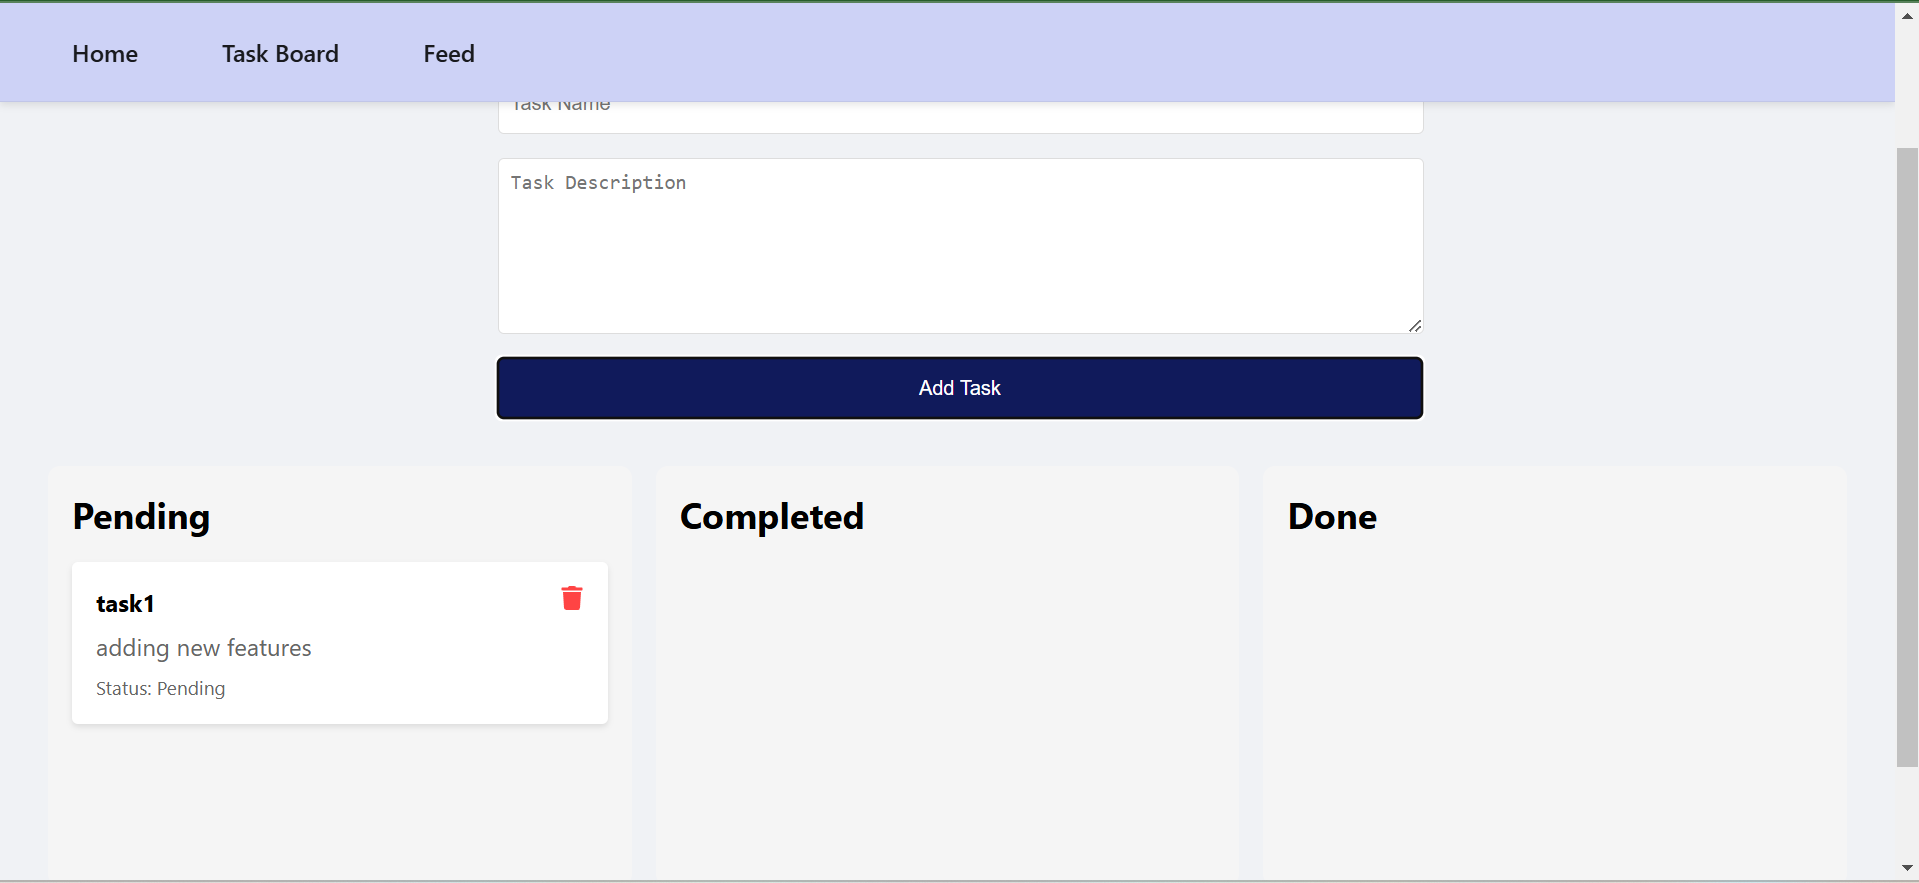 Home Task Board Feed
Task Name
Task Description
Add Task
Pending Completed Done
task1
adding new features
Status: Pending